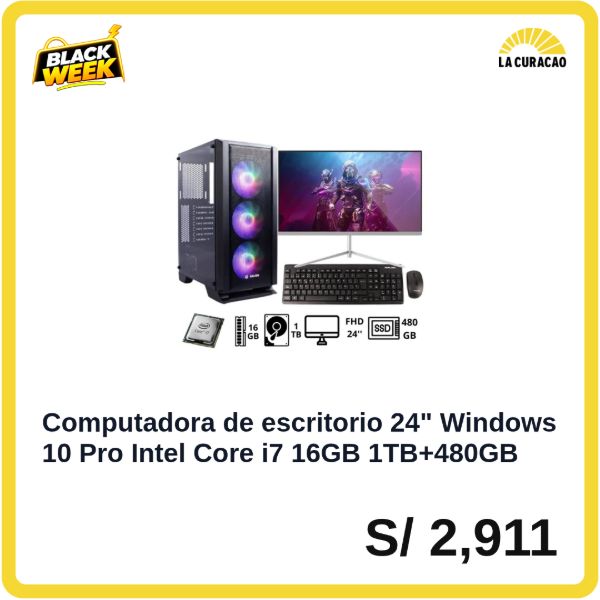 BLACK
WEEK
LA CURACAO
16
GB
1
TB
FHD
24''
SSD
480
GB
Computadora de escritorio 24" Windows
10 Pro Intel Core i7 16GB 1TB+480GB
S/ 2,911